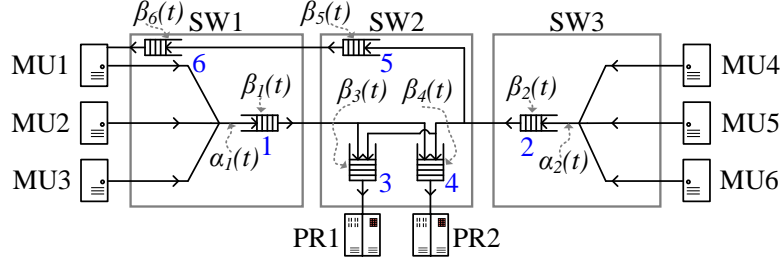 β6(t) SW1 β5(t) SW2 SW3
MU1 6 5 MU4
β1(t) β3(t) β4(t) β2(t)
MU2 1 2 MU5
α1(t) α2(t)
MU3 3 4 MU6
PR1 PR2